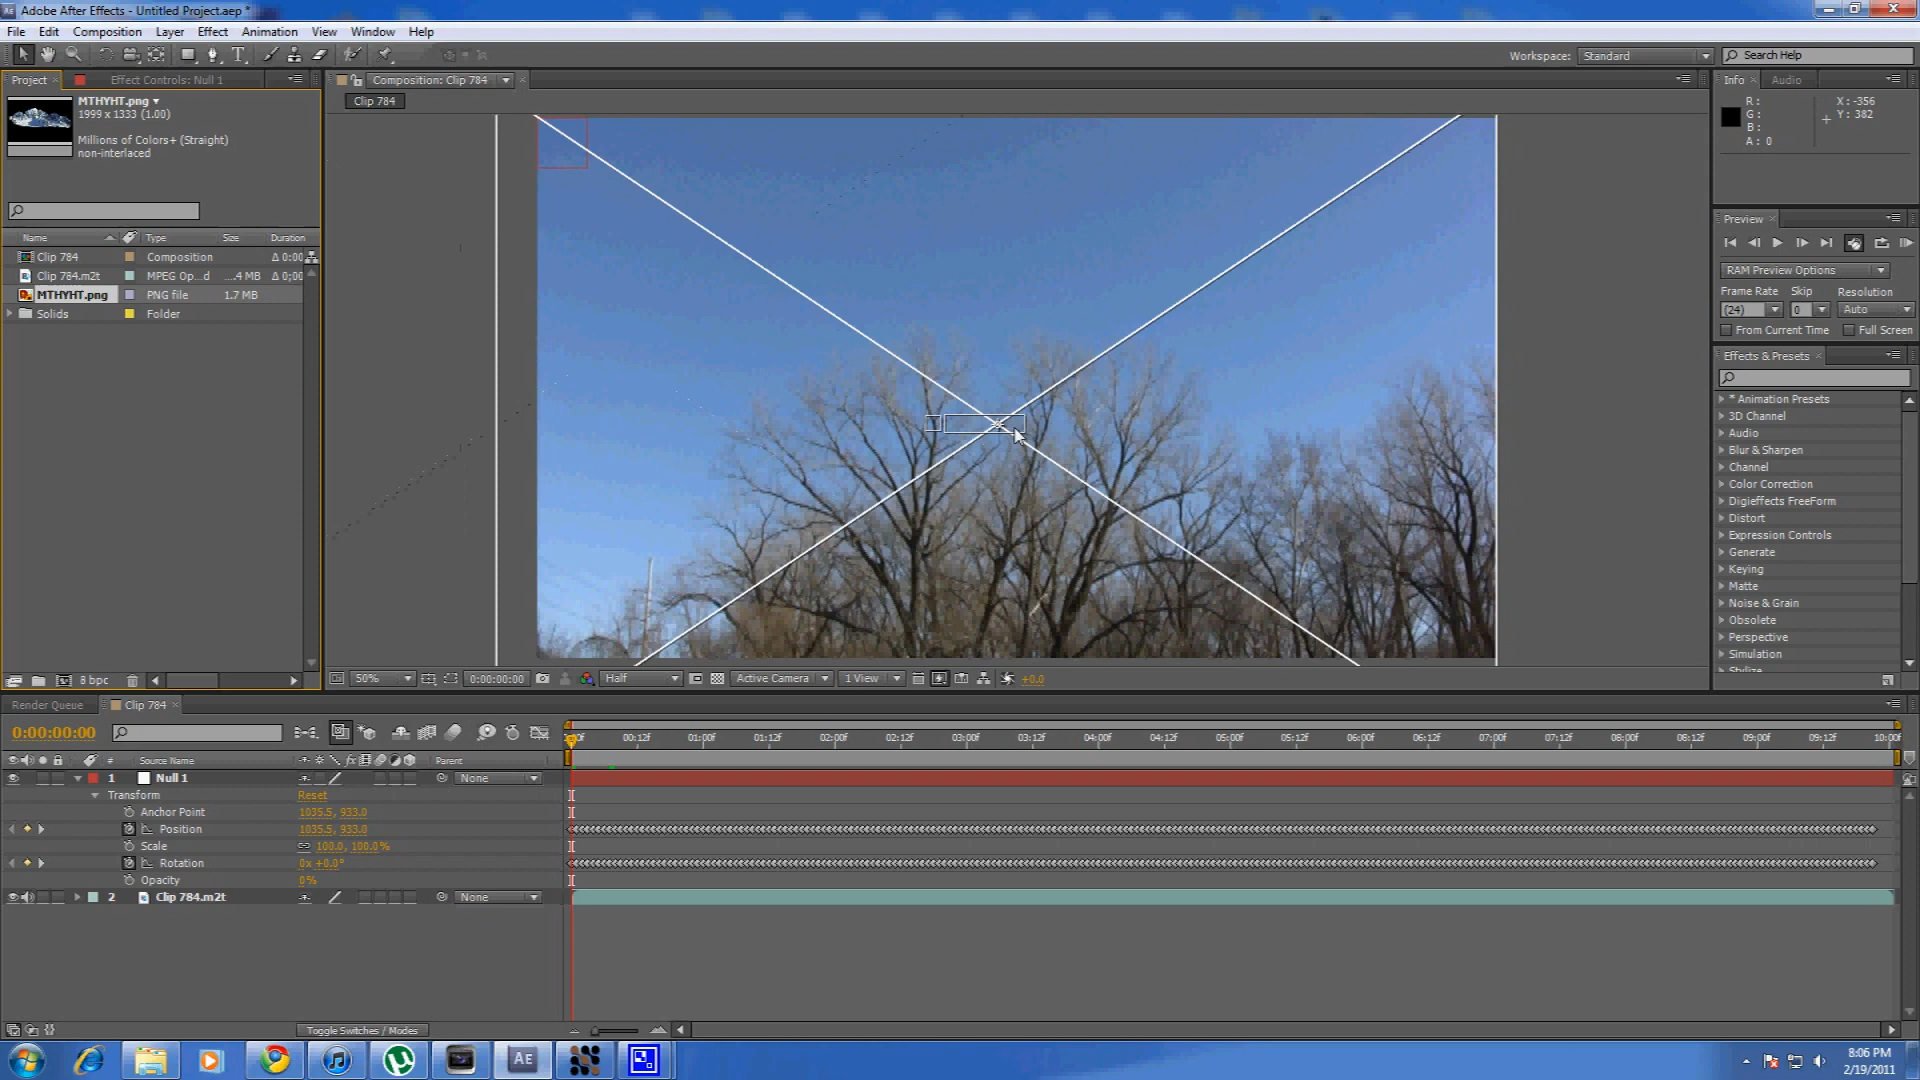 Adobe After Effects - Untitled Project.aep *
File Edit Composition Layer Effect Animation View Window Help
Workspace: Standard Search Help
Project Effect Controls: Null 1
MTHYHT.png
1999 x 1333 (1.00)
Millions of Colors+ (Straight)
non-interlaced
Name Type Size Duration
Clip 784 Composition Δ 0:00
Clip 784.m2t MPEG Op...d ....4 MB Δ 0;00
MTHYHT.png PNG file 1.7 MB
Solids Folder
8 bpc
Composition: Clip 784
Clip 784
50% 0:00:00:00 Half Active Camera 1 View +0.0
Info Audio
R: X: -356
G: Y: 382
B:
A: 0
Preview
RAM Preview Options
Frame Rate Skip Resolution
(24) 0 Auto
From Current Time Full Screen
Effects & Presets
* Animation Presets
3D Channel
Audio
Blur & Sharpen
Channel
Color Correction
Digieffects FreeForm
Distort
Expression Controls
Generate
Keying
Matte
Noise & Grain
Obsolete
Perspective
Simulation
Stylize
Render Queue Clip 784
0:00:00:00
00:12f 01:00f 01:12f 02:00f 02:12f 03:00f 03:12f 04:00f 04:12f 05:00f 05:12f 06:00f 06:12f 07:00f 07:12f 08:00f 08:12f 09:00f 09:12f 10:00f
# Source Name Parent
1 Null 1 None
Transform Reset
Anchor Point 1035.5, 933.0
Position 1035.5, 933.0
Scale 100.0, 100.0%
Rotation 0x +0.0°
Opacity 0%
2 Clip 784.m2t None
Toggle Switches / Modes
AE
8:06 PM
2/19/2011